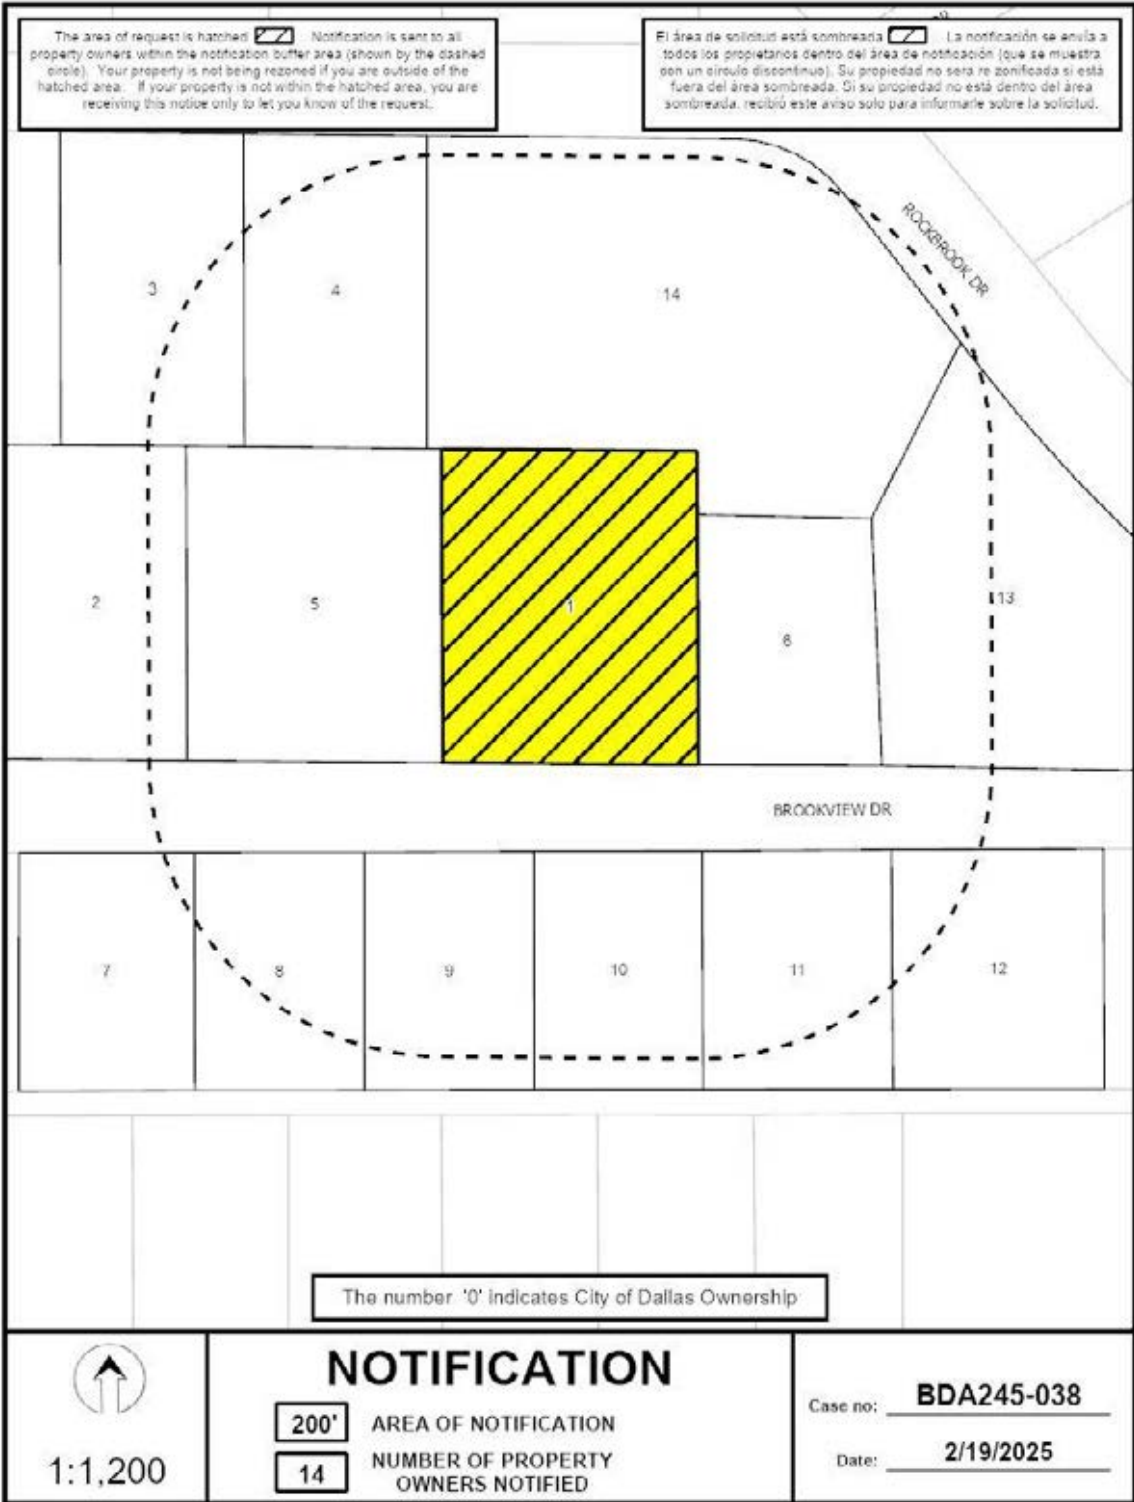 The area of request is hatched Notification is sent to all
property owners within the notification buffer area (shown by the dashed
circle). Your property is not being rezoned if you are outside of the
hatched area. If your property is not within the hatched area, you are
receiving this notice only to let you know of the request.
El área de solicitud está sombreada La notificación se envía a
todos los propietarios dentro del área de notificación (que se muestra
con un círculo discontinuo). Su propiedad no sera re zonificada si está
fuera del área sombreada. Si su propiedad no está dentro del área
sombreada, recibió este aviso solo para informarle sobre la solicitud.
ROCKBROOK DR
3
4
14
2
5
1
6
13
BROOKVIEW DR
7
8
9
10
11
12
The number '0' indicates City of Dallas Ownership
1:1,200
NOTIFICATION
200' AREA OF NOTIFICATION
14 NUMBER OF PROPERTY
OWNERS NOTIFIED
Case no: BDA245-038
Date: 2/19/2025